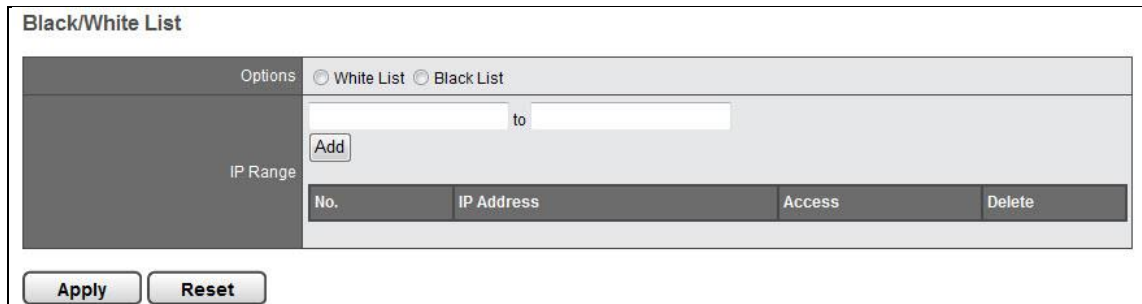 Black/White List
Options White List Black List
to
Add
IP Range
No. IP Address Access Delete
Apply Reset